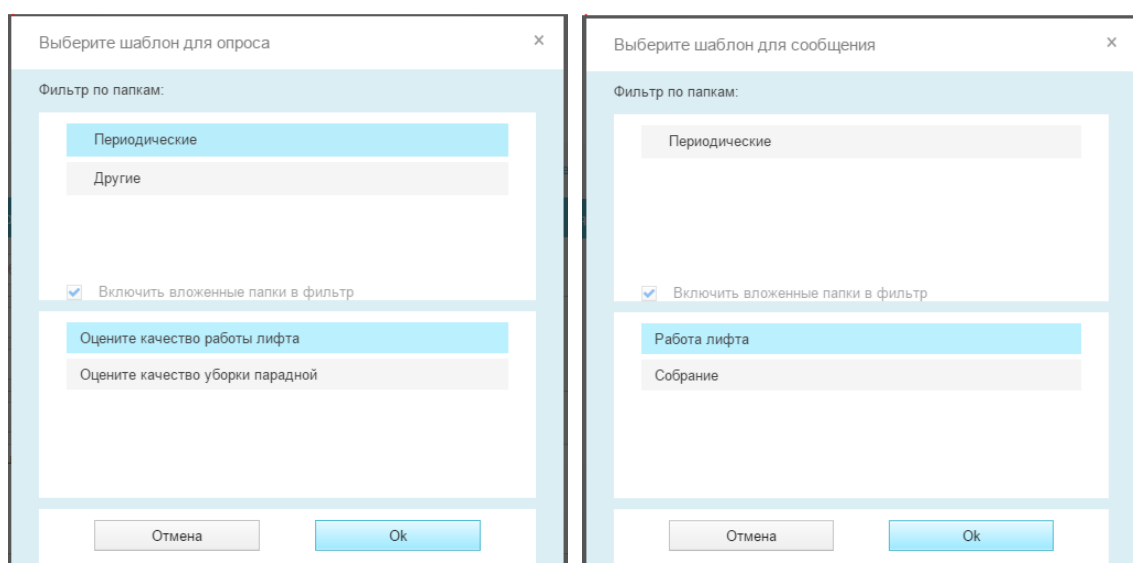 Выберите шаблон для опроса
×
Фильтр по папкам:
Периодические
Другие
Включить вложенные папки в фильтр
Оцените качество работы лифта
Оцените качество уборки парадной
Отмена
Ok
Выберите шаблон для сообщения
×
Фильтр по папкам:
Периодические
Включить вложенные папки в фильтр
Работа лифта
Собрание
Отмена
Ok